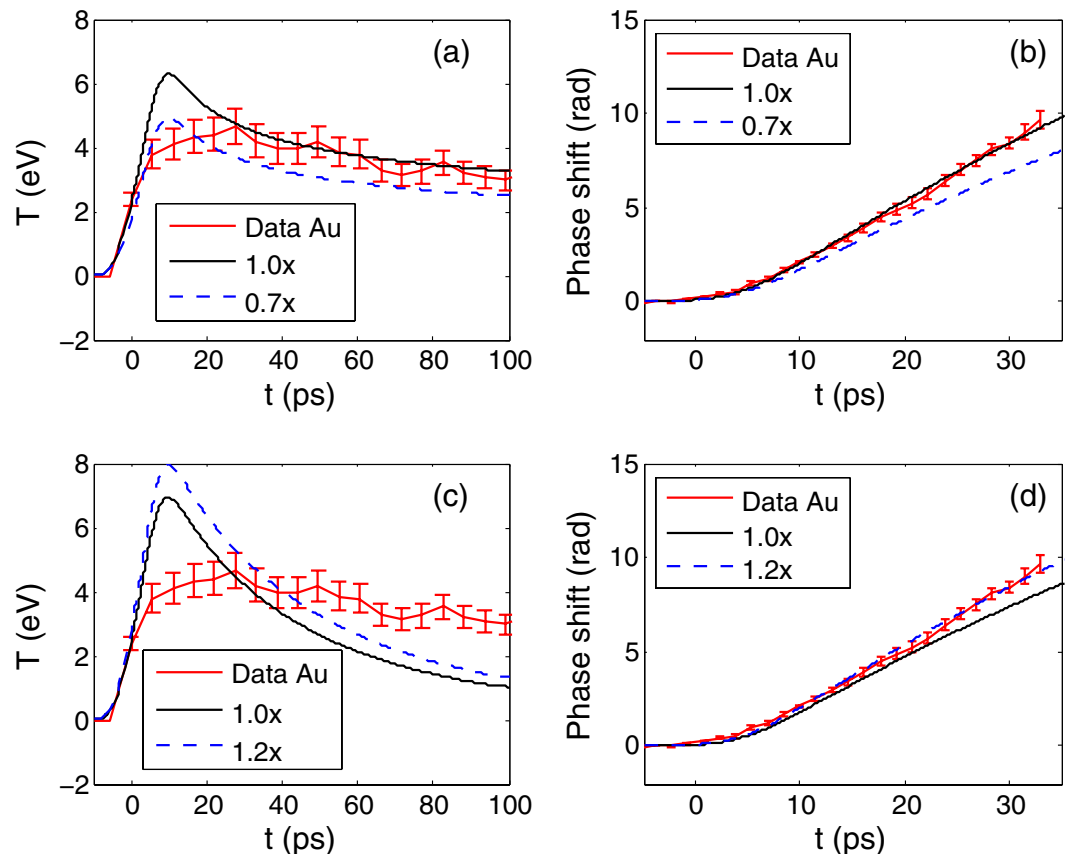 8
6
4
2
0
−2
0
20
40
60
80
100
T (eV)
t (ps)
(a)
Data Au
1.0x
0.7x
15
10
5
0
0
10
20
30
Phase shift (rad)
t (ps)
(b)
Data Au
1.0x
0.7x
8
6
4
2
0
−2
0
20
40
60
80
100
T (eV)
t (ps)
(c)
Data Au
1.0x
1.2x
15
10
5
0
0
10
20
30
Phase shift (rad)
t (ps)
(d)
Data Au
1.0x
1.2x